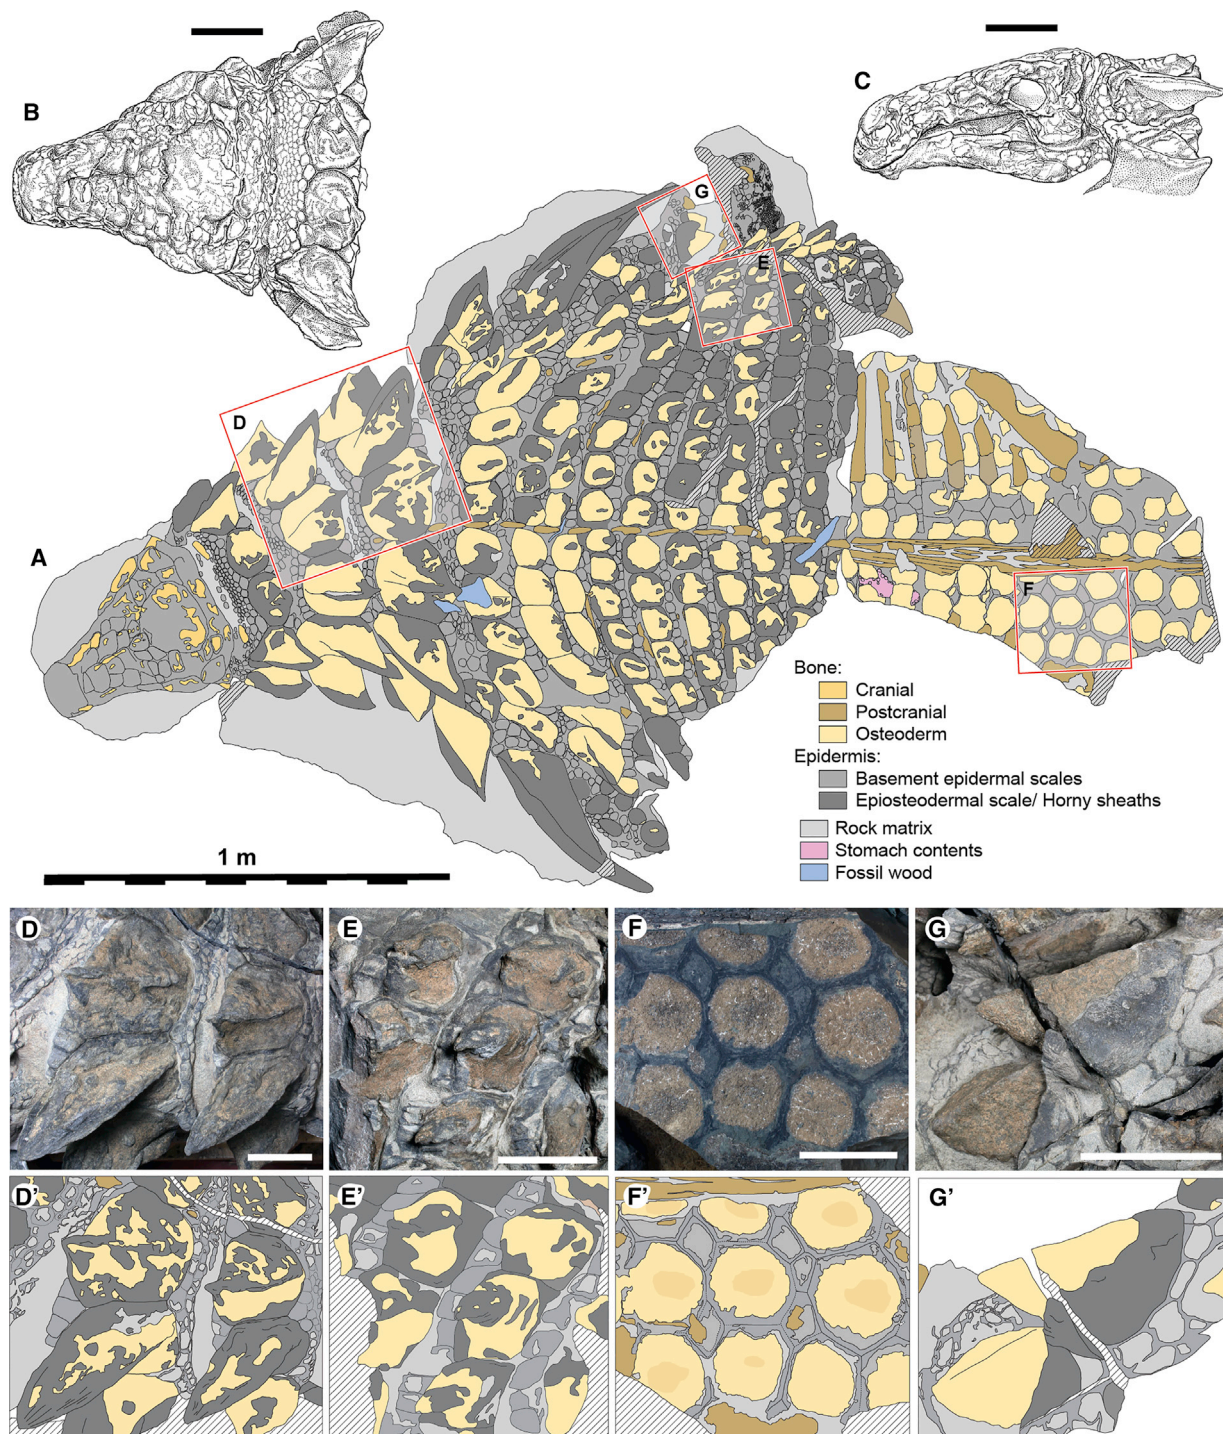 B
C
G
E
D
A
F
Bone:
Cranial
Postcranial
Osteoderm
Epidermis:
Basement epidermal scales
Epiosteodermal scale/ Horny sheaths
Rock matrix
Stomach contents
Fossil wood
1 m
D
E
F
G
D'
E'
F'
G'